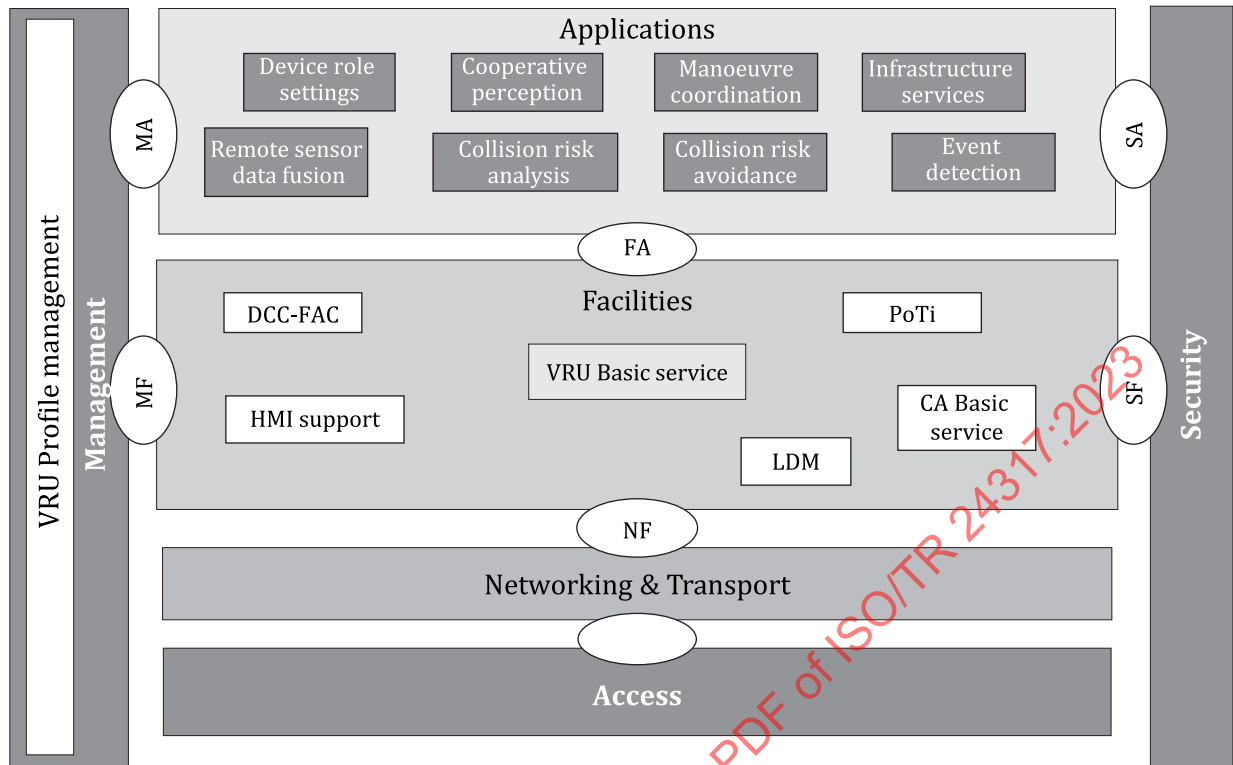 Applications
Device role
settings
Cooperative
perception
Manoeuvre
coordination
Infrastructure
services
Remote sensor
data fusion
Collision risk
analysis
Collision risk
avoidance
Event
detection
MA
SA
FA
VRU Profile management
Management
Facilities
DCC-FAC
PoTi
VRU Basic service
HMI support
CA Basic
service
LDM
MF
SF
Security
NF
Networking & Transport
Access
PDF of ISO/TR 24317:2023